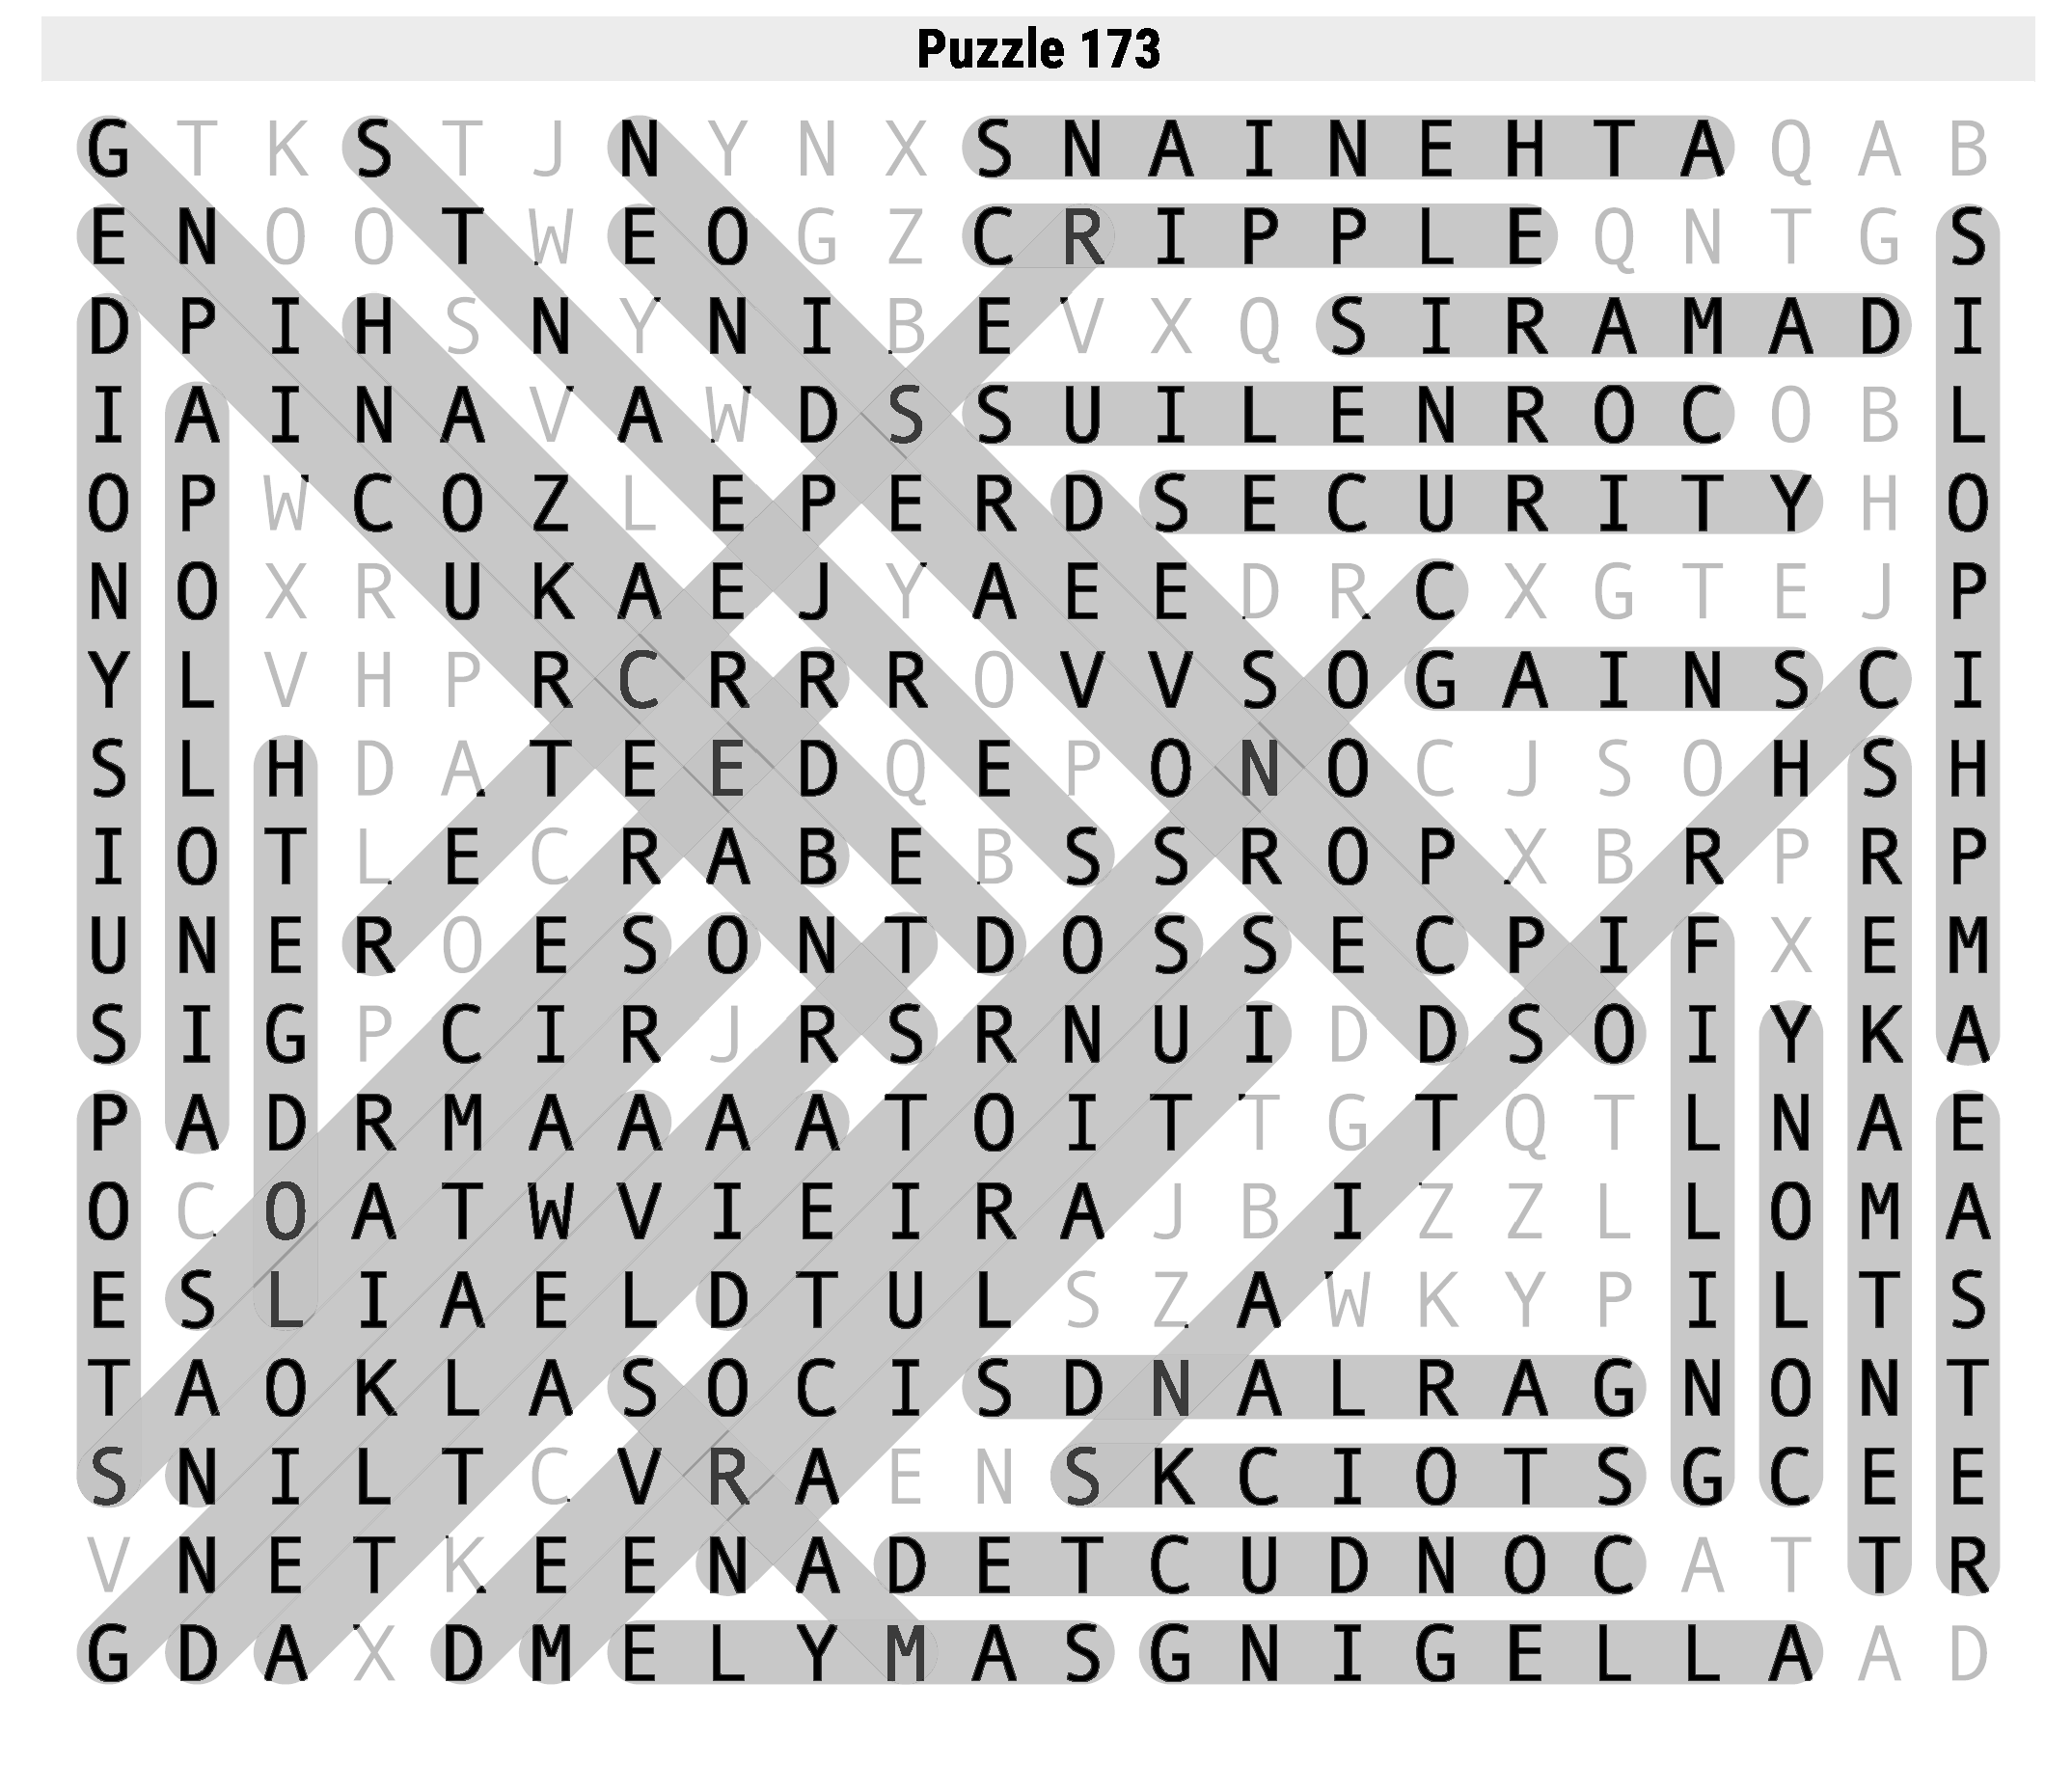 Puzzle 173
G T K S T J N Y N X S N A I N E H T A Q A B
E N O O T W E O G Z C R I P P L E Q N T G S
D P I H S N Y N I B E V X Q S I R A M A D I
I A I N A V A W D S S U I L E N R O C O B L
O P W C O Z L E P E R D S E C U R I T Y H O
N O X R U K A E J Y A E E D R C X G T E J P
Y L V H P R C R R R O V V S O G A I N S C I
S L H D A T E E D Q E P O N O C J S O H S H
I O T L E C R A B E B S S R O P X B R P R P
U N E R O E S O N T D O S S E C P I F X E M
S I G P C I R J R S R N U I D D S O I Y K A
P A D R M A A A A T O I T T G T Q T L N A E
O C O A T W V I E I R A J B I Z Z L L O M A
E S L I A E L D T U L S Z A W K Y P I L T S
T A O K L A S O C I S D N A L R A G N O N T
S N I L T C V R A E N S K C I O T S G C E E
V N E T K E E N A D E T C U D N O C A T T R
G D A X D M E L Y M A S G N I G E L L A A D